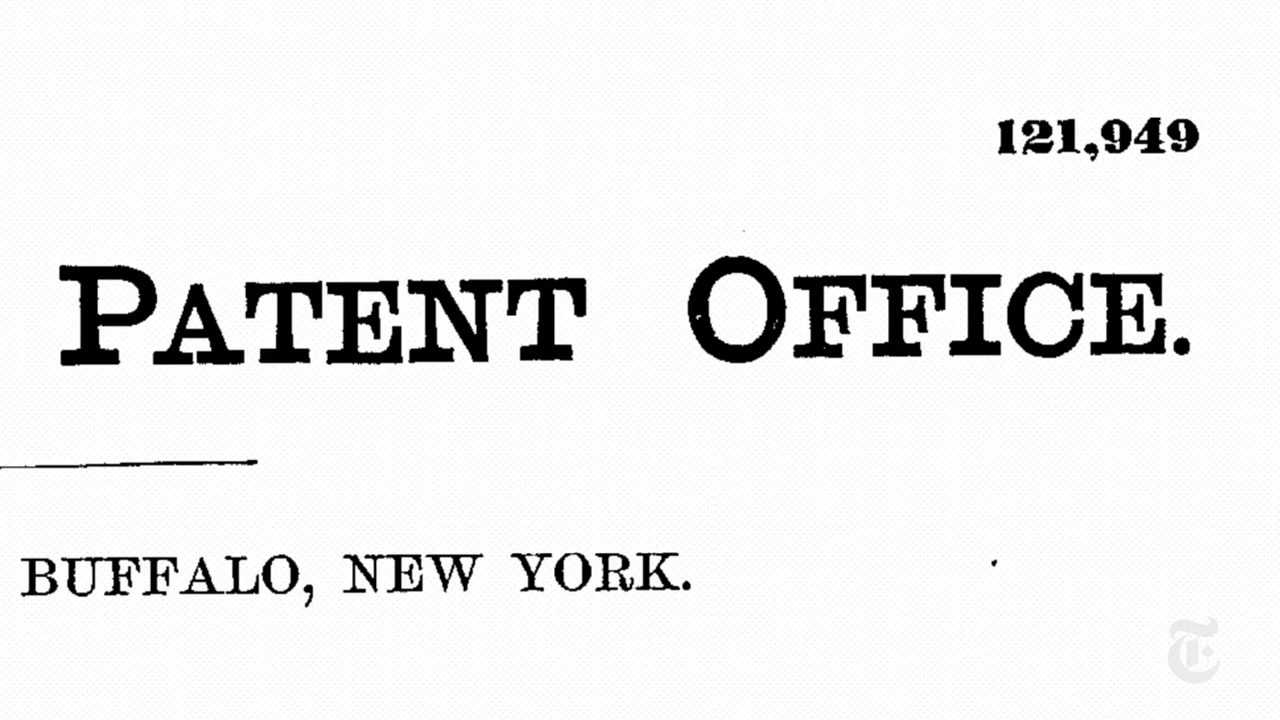 121,949
PATENT OFFICE.
BUFFALO, NEW YORK.
T